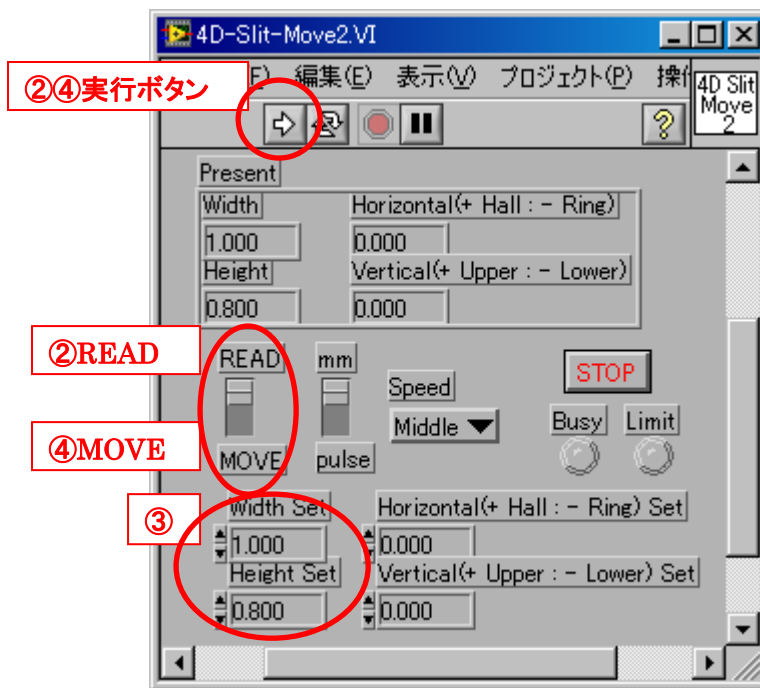 4D-Slit-Move2.VI
②④実行ボタン
F) 編集(E) 表示(V) プロジェクト(P)
4D Slit
Move
2
?
Present
Width Horizontal(+ Hall : - Ring)
1.000 0.000
Height Vertical(+ Upper : - Lower)
0.800 0.000
②READ
READ mm
Speed
STOP
Middle
Busy Limit
④MOVE
MOVE pulse
③
Width Set Horizontal(+ Hall : - Ring) Set
1.000 0.000
Height Set Vertical(+ Upper : - Lower) Set
0.800 0.000